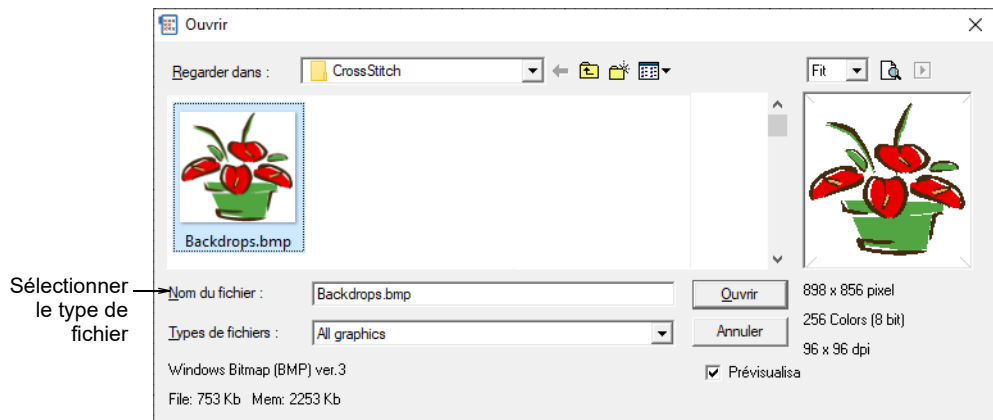 Ouvrir
Regarder dans :
CrossStitch
Fit
Backdrops.bmp
Sélectionner
le type de
fichier
Nom du fichier :
Backdrops.bmp
Ouvrir
898 x 856 pixel
Types de fichiers :
All graphics
Annuler
256 Colors (8 bit)
96 x 96 dpi
Windows Bitmap (BMP) ver.3
Prévisualisa
File: 753 Kb Mem: 2253 Kb